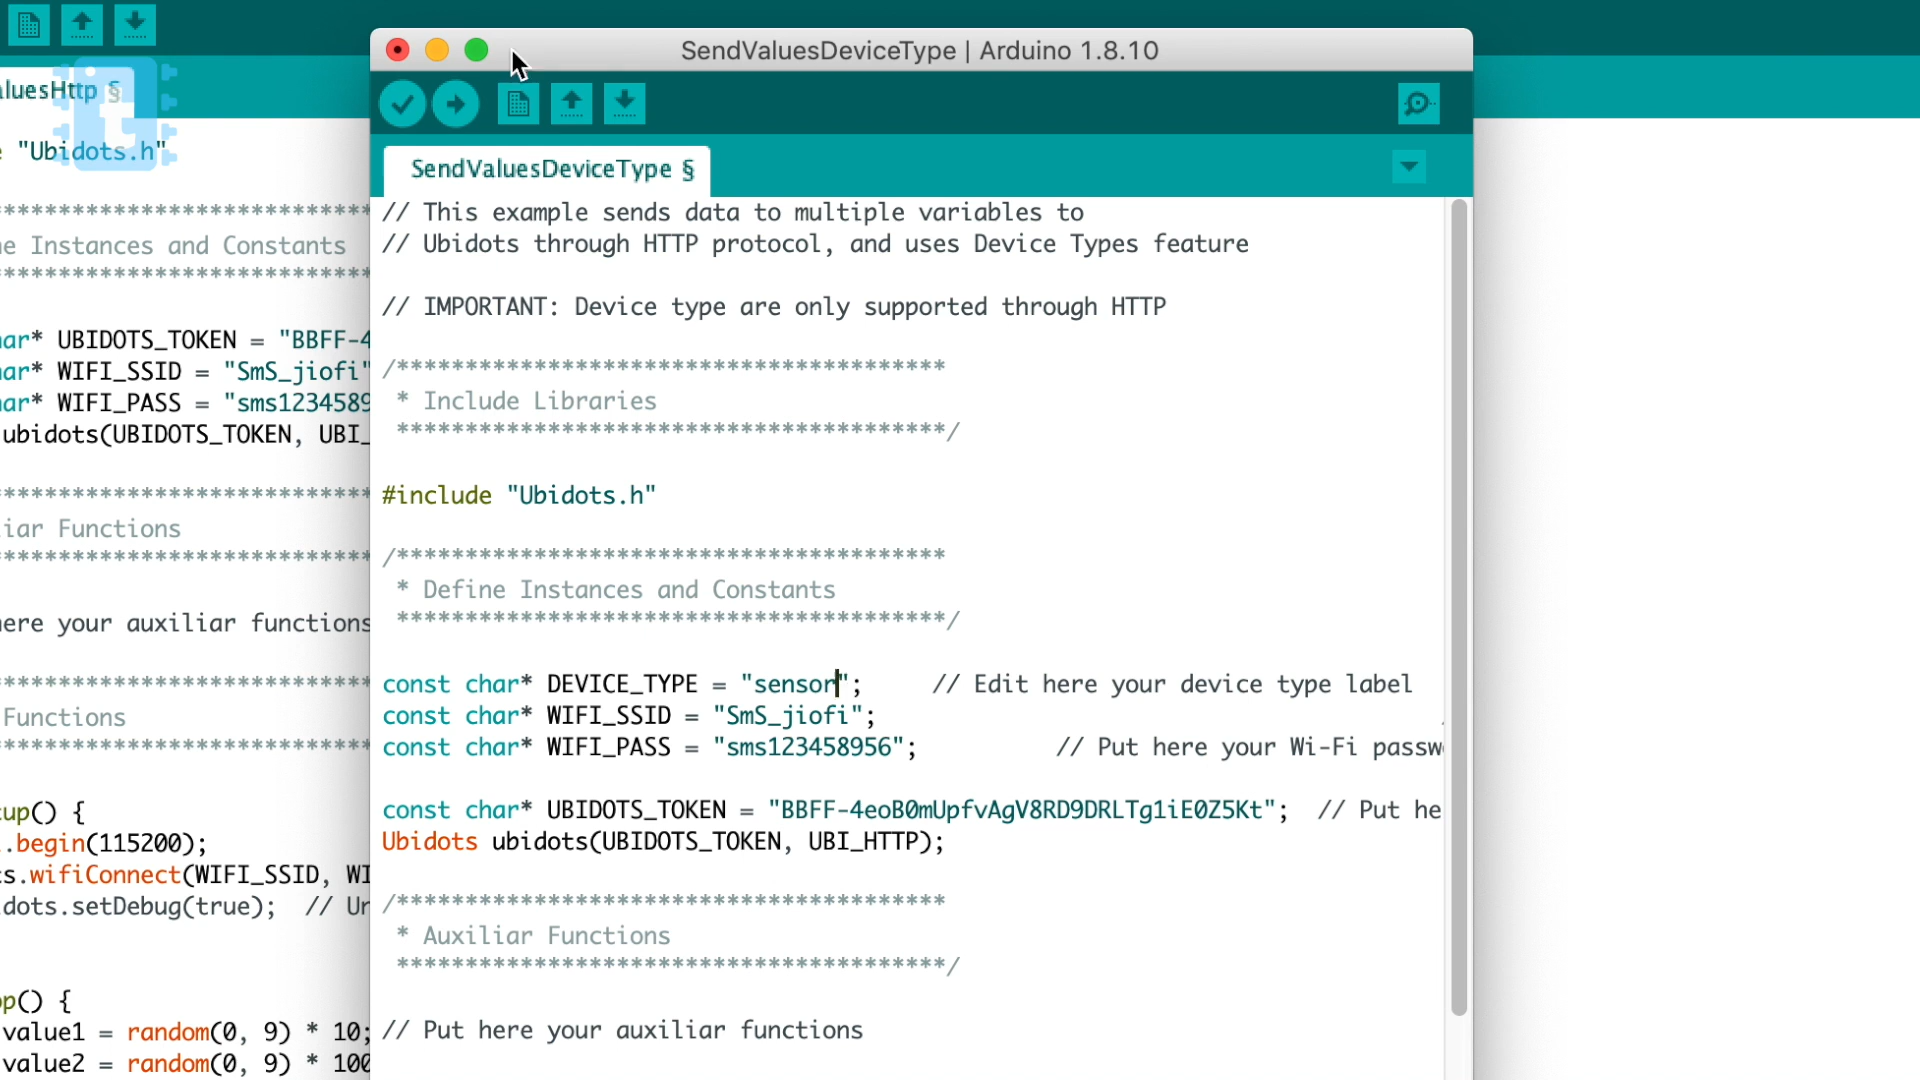 SendValuesDeviceType | Arduino 1.8.10
SendValuesDeviceType §
// This example sends data to multiple variables to
// Ubidots through HTTP protocol, and uses Device Types feature
// IMPORTANT: Device type are only supported through HTTP
/****************************************
* Include Libraries
****************************************/
#include "Ubidots.h"
/****************************************
* Define Instances and Constants
****************************************/
const char* DEVICE_TYPE = "sensor"; // Edit here your device type label
const char* WIFI_SSID = "SmS_jiofi";
const char* WIFI_PASS = "sms123458956"; // Put here your Wi-Fi passw
const char* UBIDOTS_TOKEN = "BBFF-4eoB0mUpfvAgV8RD9DRLTg1iE0Z5Kt"; // Put he
Ubidots ubidots(UBIDOTS_TOKEN, UBI_HTTP);
/****************************************
* Auxiliar Functions
****************************************/
// Put here your auxiliar functions
luesHttp §
t
"Ubidots.h"
***************************
e Instances and Constants
***************************
ar* UBIDOTS_TOKEN = "BBFF-4
ar* WIFI_SSID = "SmS_jiofi"
ar* WIFI_PASS = "sms1234589
ubidots(UBIDOTS_TOKEN, UBI_
***************************
iar Functions
***************************
ere your auxiliar functions
***************************
Functions
***************************
up() {
.begin(115200);
s.wifiConnect(WIFI_SSID, WI
dots.setDebug(true); // Un
op() {
value1 = random(0, 9) * 10;
value2 = random(0, 9) * 100